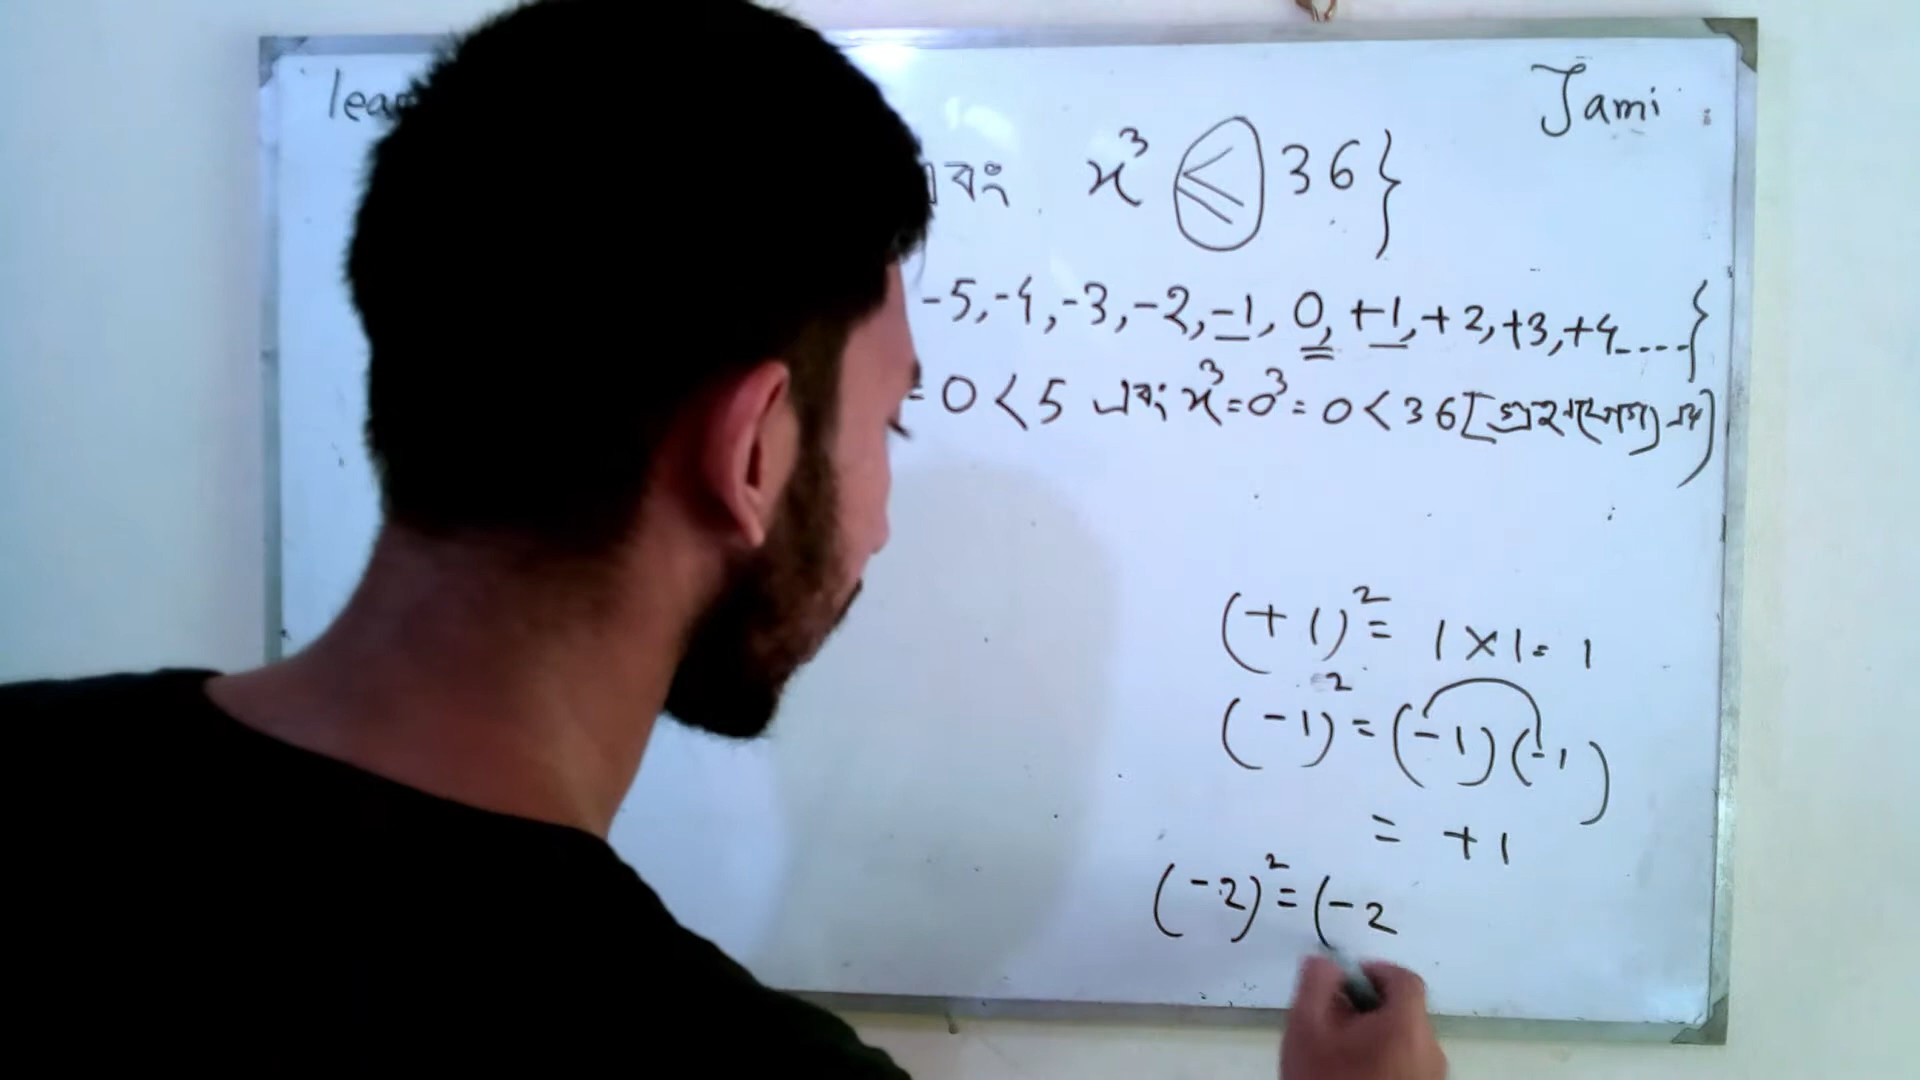 Jami
এবং x³ ≤ 36}
-5, -4, -3, -2, -1, 0, +1, +2, +3, +4....}
= 0 < 5 এবং x³ = 0³ = 0 < 36 [গ্রহণযোগ্য]
(+1)² = 1 × 1 = 1
(-1)² = (-1)(-1)
= +1
(-2)² = (-2